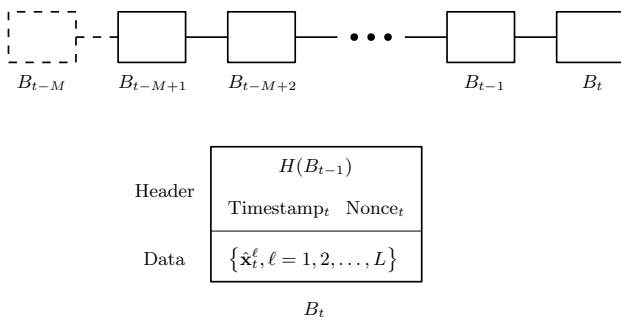 B_{t-M} B_{t-M+1} B_{t-M+2} B_{t-1} B_t
H(B_{t-1})
Header
Timestamp_t Nonce_t
Data {x̂_t^ℓ, ℓ = 1, 2, . . . , L}
B_t